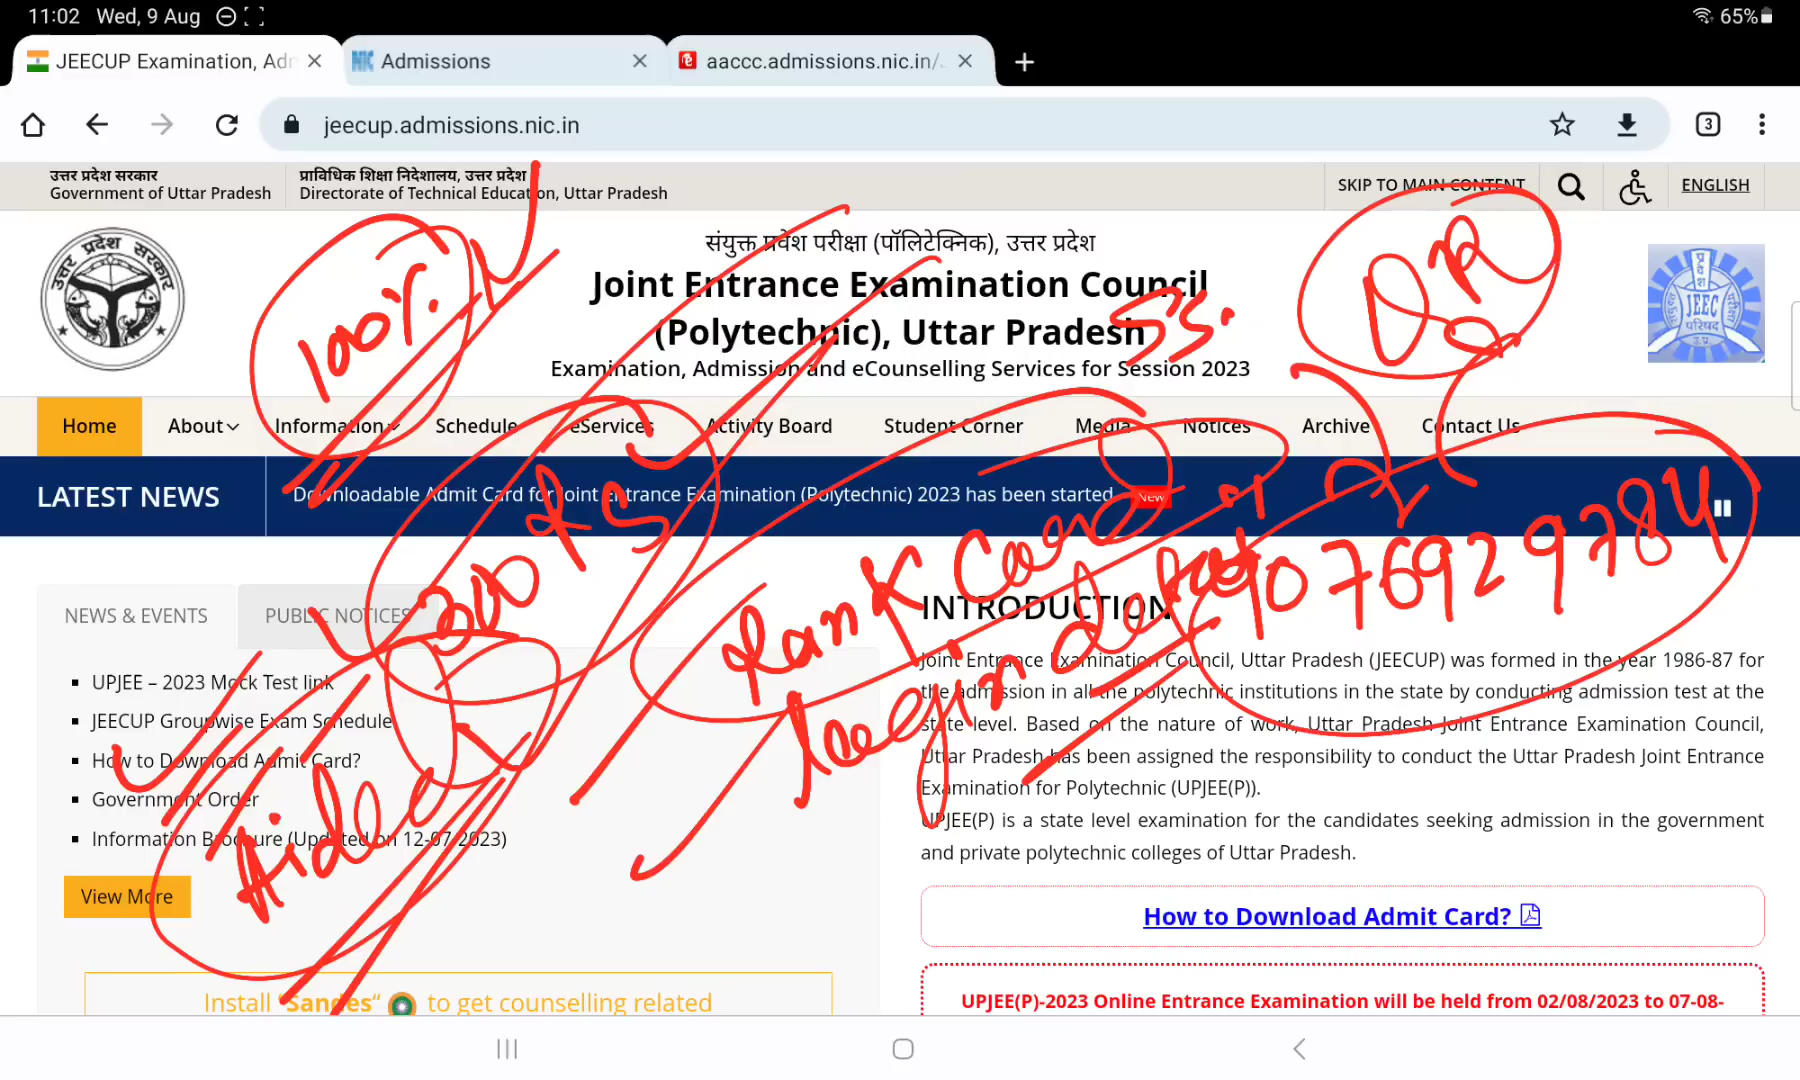 11:02 Wed, 9 Aug 65%
JEECUP Examination, Adm
Admissions
aaccc.admissions.nic.in/
jeecup.admissions.nic.in
3
उत्तर प्रदेश सरकार
Government of Uttar Pradesh
प्राविधिक शिक्षा निदेशालय, उत्तर प्रदेश
Directorate of Technical Education, Uttar Pradesh
SKIP TO MAIN CONTENT
ENGLISH
उत्तर प्रदेश सरकार
संयुक्त प्रवेश परीक्षा (पॉलिटेक्निक), उत्तर प्रदेश
Joint Entrance Examination Council
(Polytechnic), Uttar Pradesh
Examination, Admission and eCounselling Services for Session 2023
JEEC
परिषद
100%
Home About Information Schedule eServices Activity Board Student Corner Media Notices Archive Contact Us
LATEST NEWS
Downloadable Admit Card for Joint Entrance Examination (Polytechnic) 2023 has been started
New
Rank Card
9076929784
NEWS & EVENTS
PUBLIC NOTICES
UPJEE – 2023 Mock Test link
JEECUP Groupwise Exam Schedule
How to Download Admit Card?
Government Order
Information Brochure (Updated on 12-07-2023)
View More
Aided
Install "Sandes" to get counselling related
INTRODUCTION
Joint Entrance Examination Council, Uttar Pradesh (JEECUP) was formed in the year 1986-87 for
the admission in all the polytechnic institutions in the state by conducting admission test at the
state level. Based on the nature of work, Uttar Pradesh Joint Entrance Examination Council,
Uttar Pradesh has been assigned the responsibility to conduct the Uttar Pradesh Joint Entrance
Examination for Polytechnic (UPJEE(P)).
UPJEE(P) is a state level examination for the candidates seeking admission in the government
and private polytechnic colleges of Uttar Pradesh.
How to Download Admit Card?
UPJEE(P)-2023 Online Entrance Examination will be held from 02/08/2023 to 07-08-